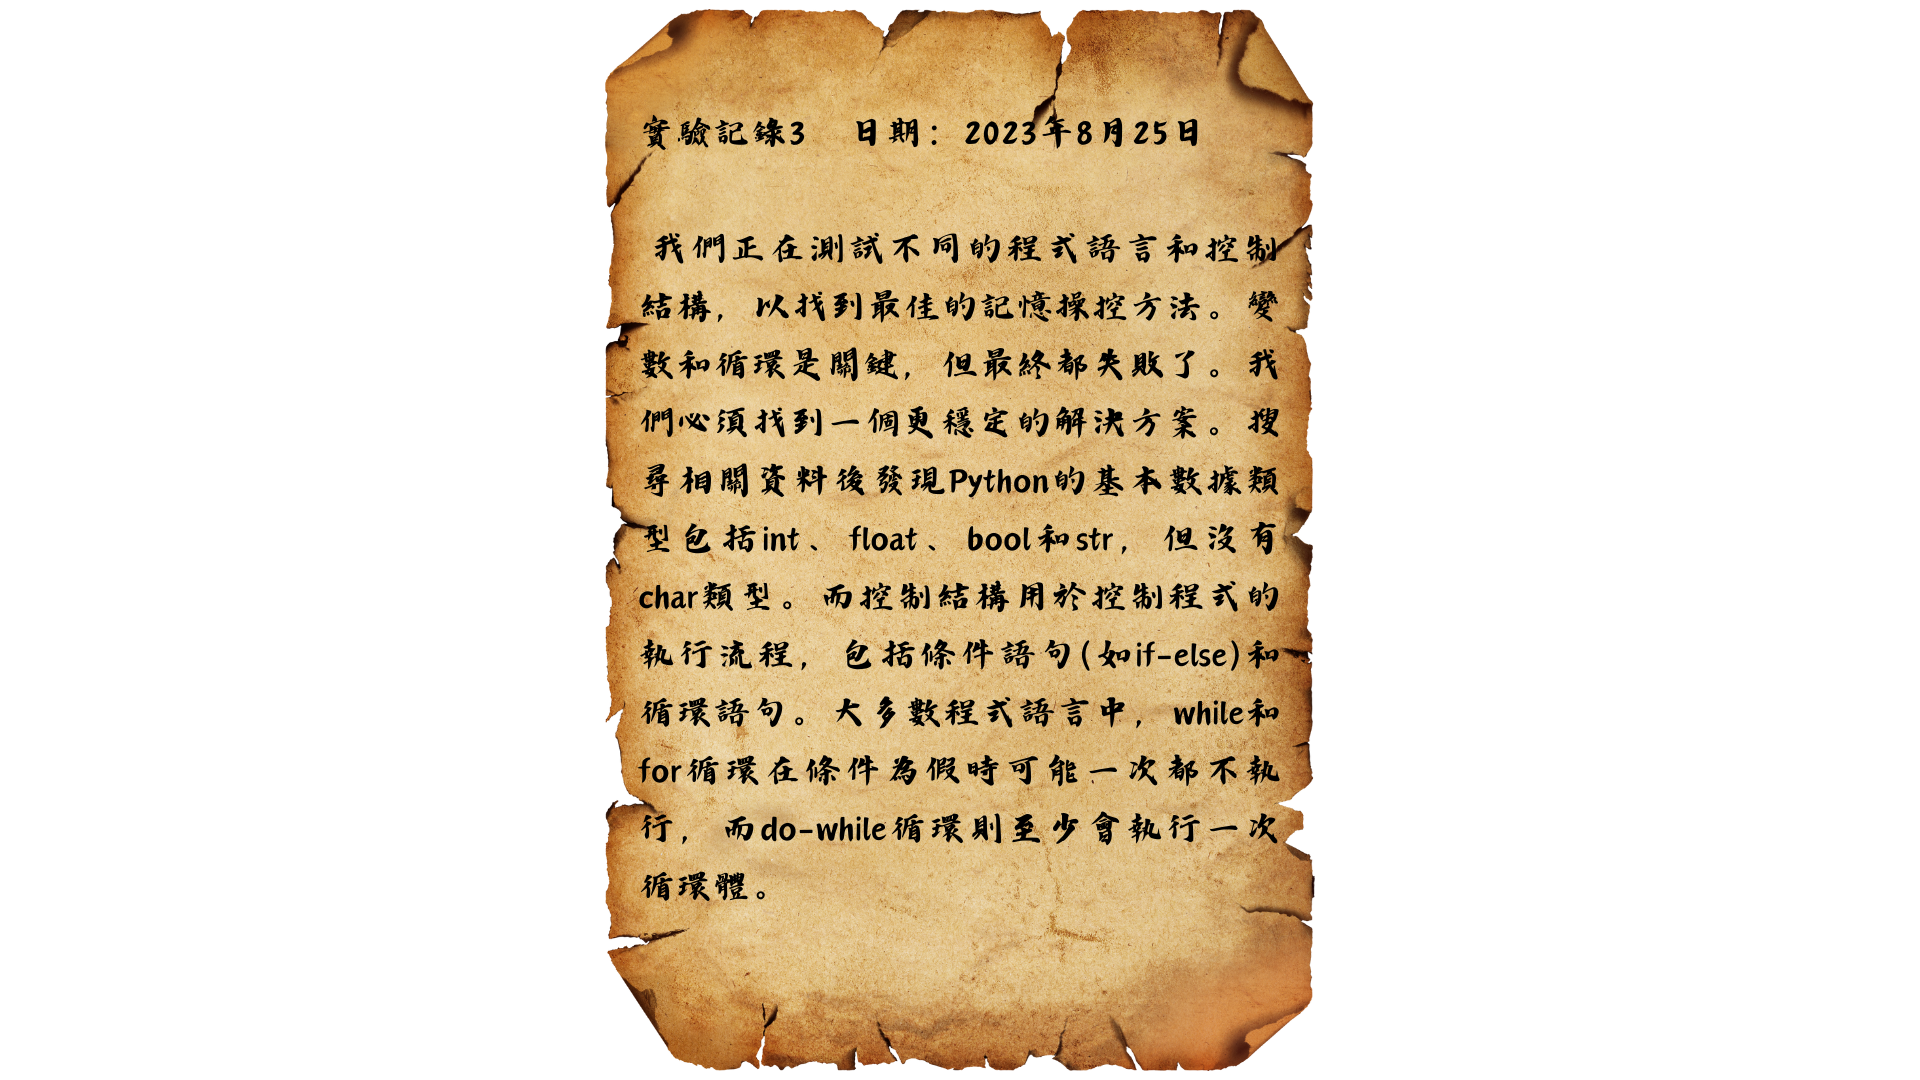 實驗記錄3 日期：2023年8月25日
我們正在測試不同的程式語言和控制
結構，以找到最佳的記憶操控方法。變
數和循環是關鍵，但最終都失敗了。我
們必須找到一個更穩定的解決方案。搜
尋相關資料後發現Python的基本數據類
型包括int、float、bool和str，但沒有
char類型。而控制結構用於控制程式的
執行流程，包括條件語句(如if-else)和
循環語句。大多數程式語言中，while和
for循環在條件為假時可能一次都不執
行，而do-while循環則至少會執行一次
循環體。